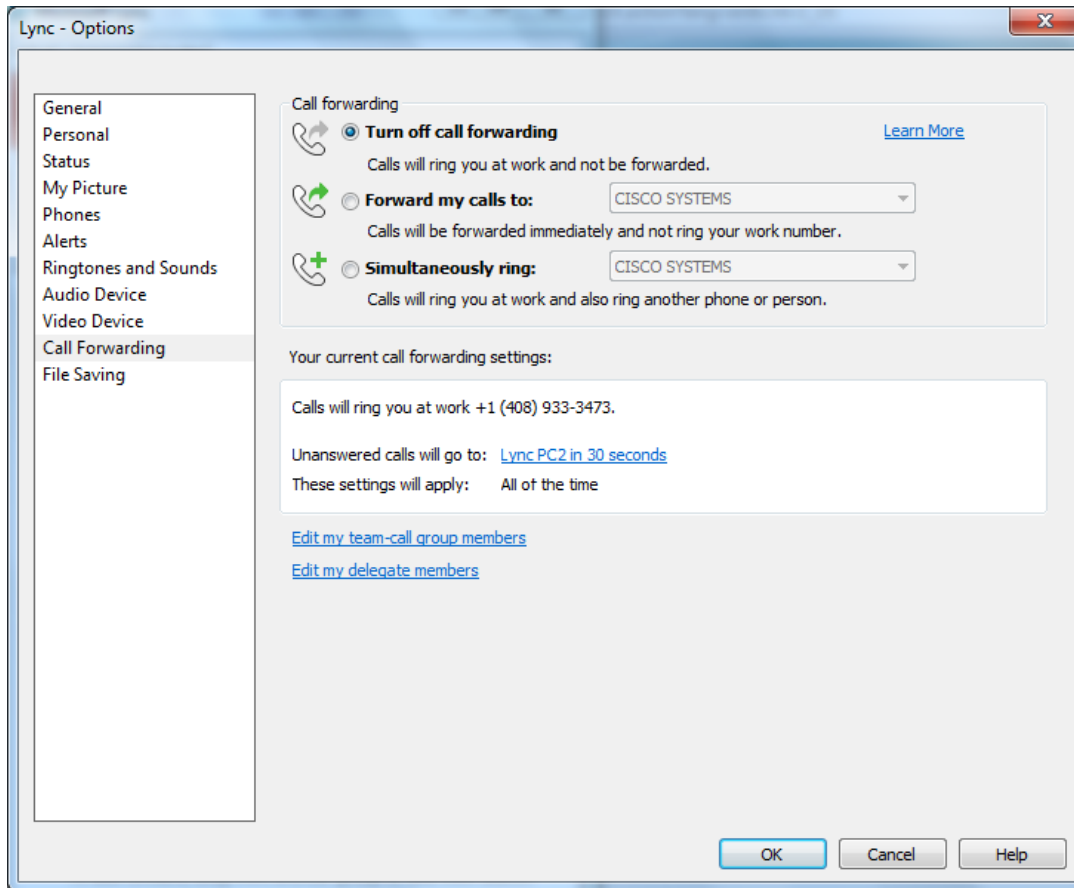 Lync - Options
General
Personal
Status
My Picture
Phones
Alerts
Ringtones and Sounds
Audio Device
Video Device
Call Forwarding
File Saving
Call forwarding
Turn off call forwarding
Learn More
Calls will ring you at work and not be forwarded.
Forward my calls to:
CISCO SYSTEMS
Calls will be forwarded immediately and not ring your work number.
Simultaneously ring:
CISCO SYSTEMS
Calls will ring you at work and also ring another phone or person.
Your current call forwarding settings:
Calls will ring you at work +1 (408) 933-3473.
Unanswered calls will go to: Lync PC2 in 30 seconds
These settings will apply: All of the time
Edit my team-call group members
Edit my delegate members
OK
Cancel
Help